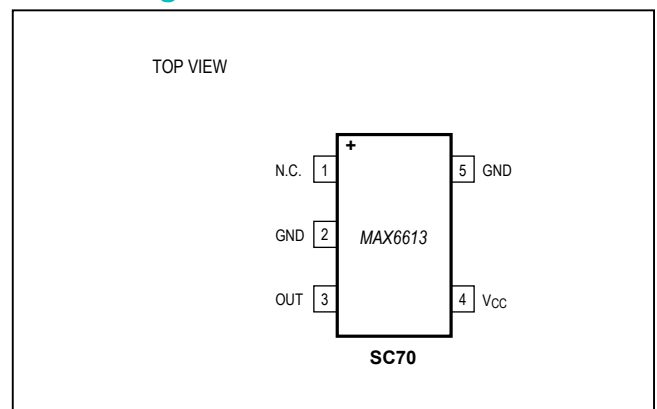 TOP VIEW
+
N.C. 1
5 GND
GND 2
MAX6613
OUT 3
4 VCC
SC70